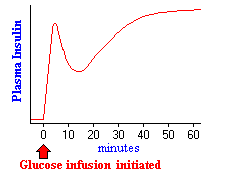 Plasma Insulin
0 10 20 30 40 50 60
minutes
Glucose infusion initiated